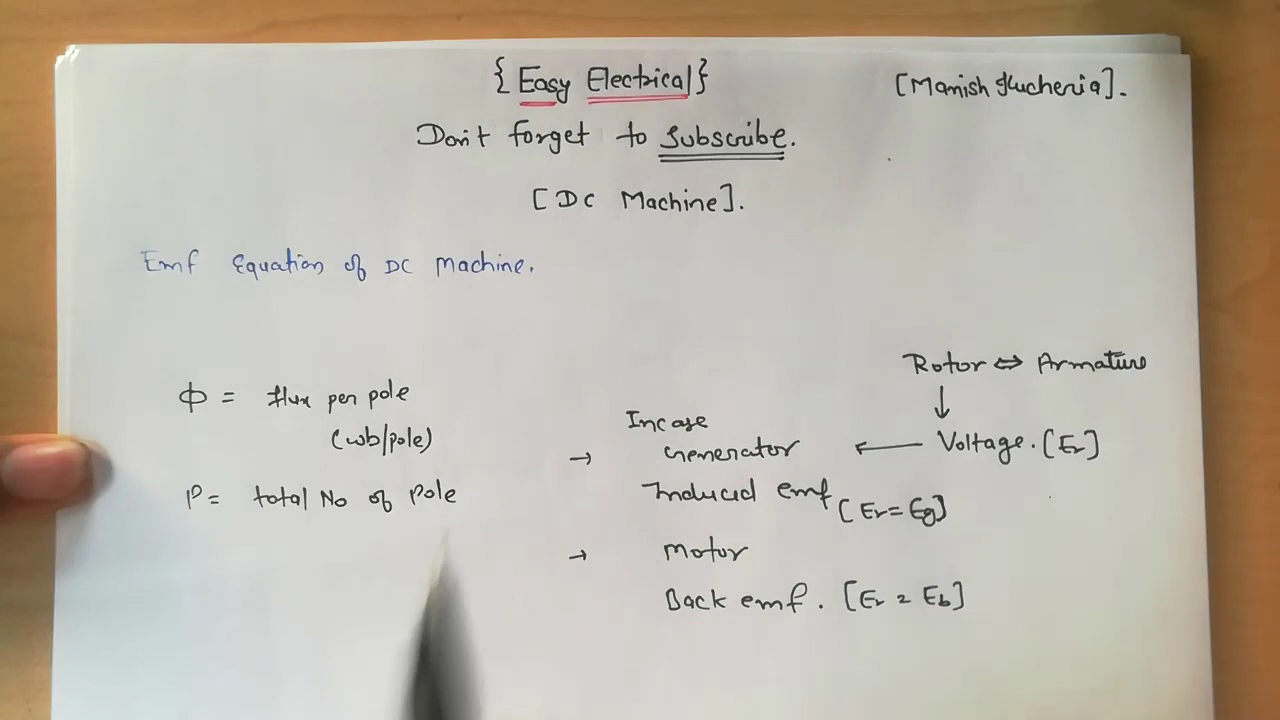 {Easy Electrical}
[Manish Kucheria].
Don't forget to Subscribe.
[DC Machine].
Emf Equation of DC Machine.
Φ = flux per pole
(wb/pole)
P = total No of pole
Rotor ⇔ Armature
↓
Incase
→ Generator ← Voltage. [Er]
Induced emf [Er = Eg]
→ Motor
Back emf. [Er = Eb]